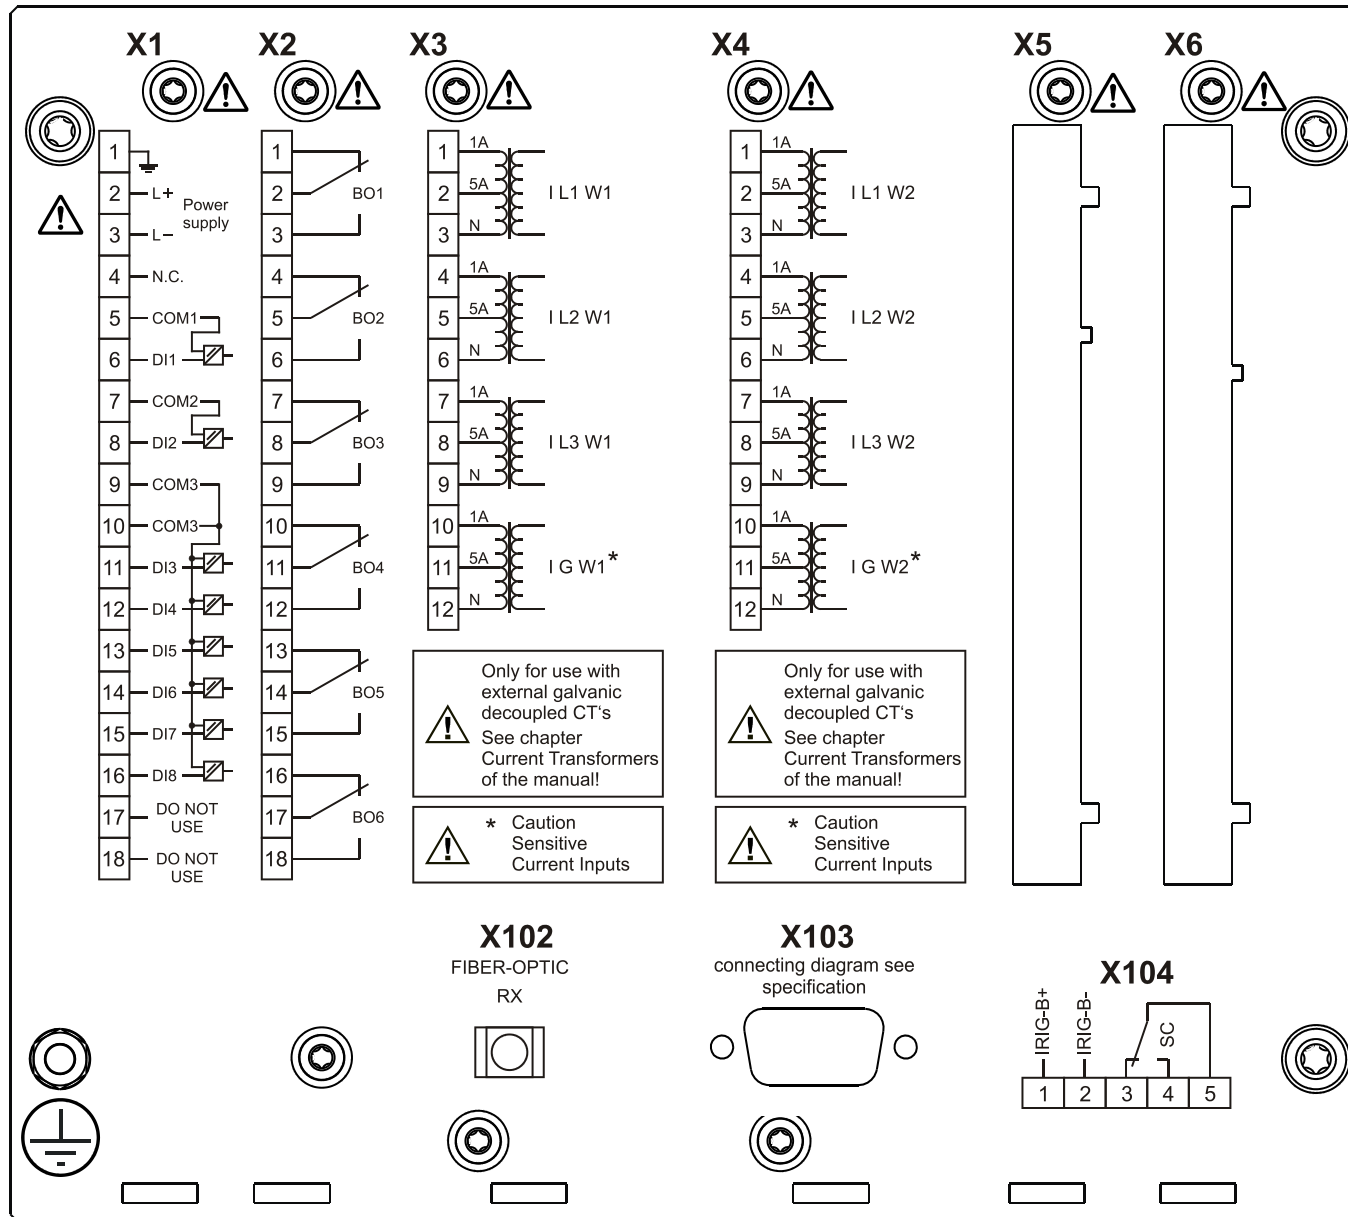 X1
X2
X3
X4
X5
X6
1
2 L+
Power
supply
3 L−
4 N.C.
5 COM1
6 DI1
7 COM2
8 DI2
9 COM3
10 COM3
11 DI3
12 DI4
13 DI5
14 DI6
15 DI7
16 DI8
17 DO NOT
USE
18 DO NOT
USE
1
2 BO1
3
4
5 BO2
6
7
8 BO3
9
10
11 BO4
12
13
14 BO5
15
16
17 BO6
18
1 1A
2 5A I L1 W1
3 N
4 1A
5 5A I L2 W1
6 N
7 1A
8 5A I L3 W1
9 N
10 1A
11 5A I G W1*
12 N
Only for use with
external galvanic
decoupled CT‘s
See chapter
Current Transformers
of the manual!
* Caution
Sensitive
Current Inputs
1 1A
2 5A I L1 W2
3 N
4 1A
5 5A I L2 W2
6 N
7 1A
8 5A I L3 W2
9 N
10 1A
11 5A I G W2*
12 N
Only for use with
external galvanic
decoupled CT‘s
See chapter
Current Transformers
of the manual!
* Caution
Sensitive
Current Inputs
X102
FIBER-OPTIC
RX
X103
connecting diagram see
specification
X104
IRIG-B+
IRIG-B-
SC
1 2 3 4 5